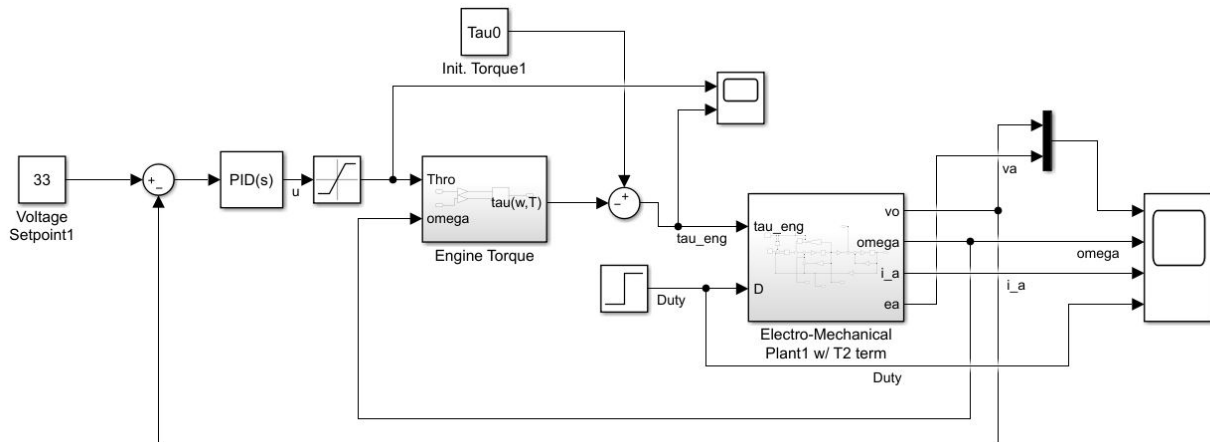 Tau0
Init. Torque1
33
Voltage
Setpoint1
+
−
PID(s)
u
Thro
omega
tau(w,T)
Engine Torque
−
+
tau_eng
Duty
tau_eng
D
vo
omega
i_a
ea
Electro-Mechanical
Plant1 w/ T2 term
va
omega
i_a
Duty